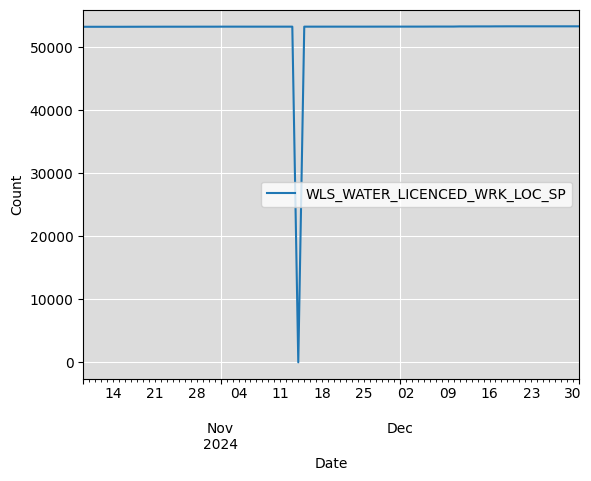 50000
40000
30000
20000
10000
0
Count
WLS_WATER_LICENCED_WRK_LOC_SP
14 21 28 04 11 18 25 02 09 16 23 30
Nov Dec
2024
Date